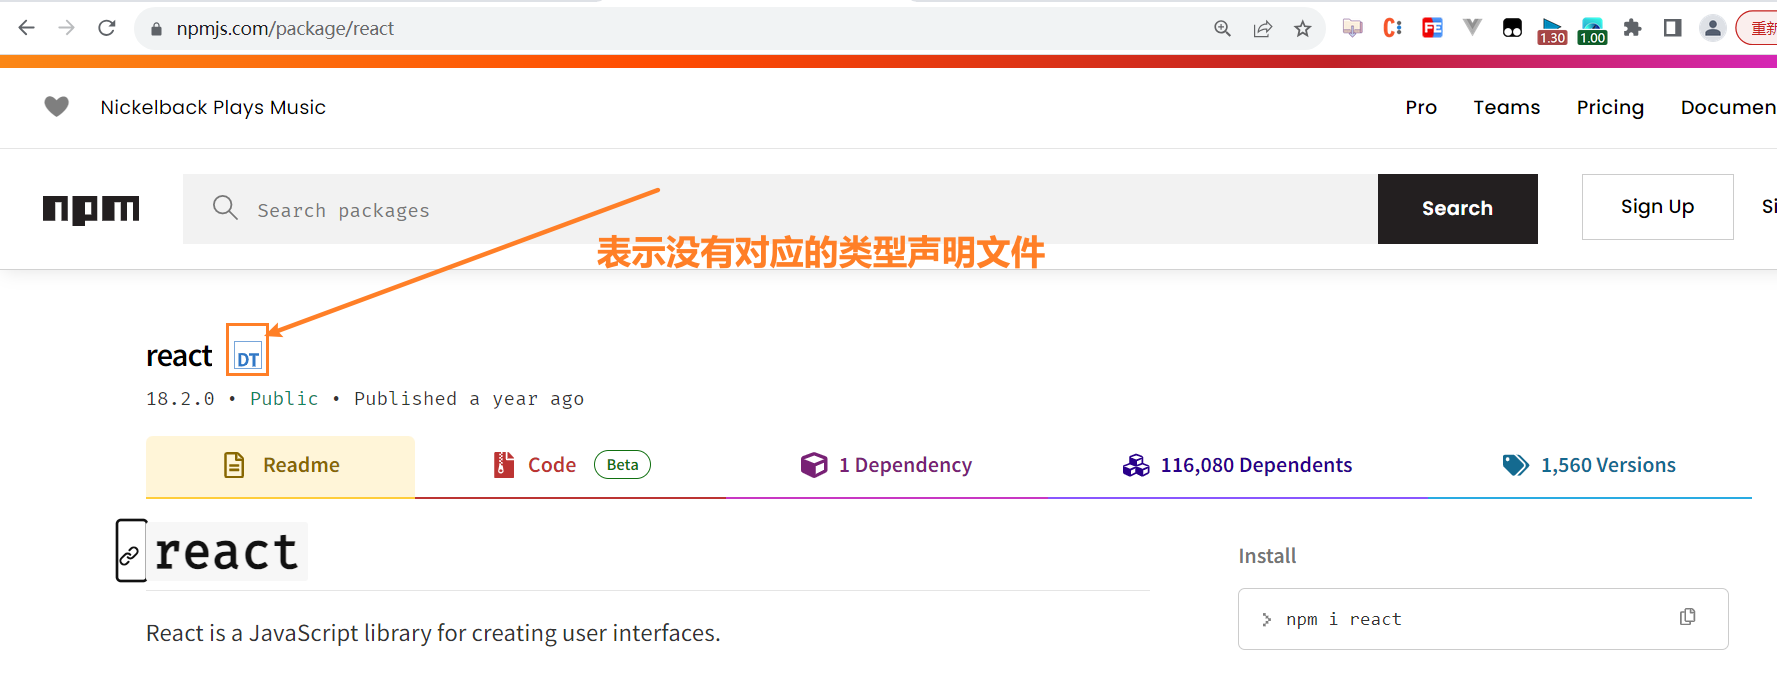 npmjs.com/package/react
1.30
1.00
重新
Nickelback Plays Music
Pro
Teams
Pricing
Documen
npm
Search packages
Search
Sign Up
Si
表示没有对应的类型声明文件
react
DT
18.2.0 • Public • Published a year ago
Readme
Code
Beta
1 Dependency
116,080 Dependents
1,560 Versions
react
Install
> npm i react
React is a JavaScript library for creating user interfaces.